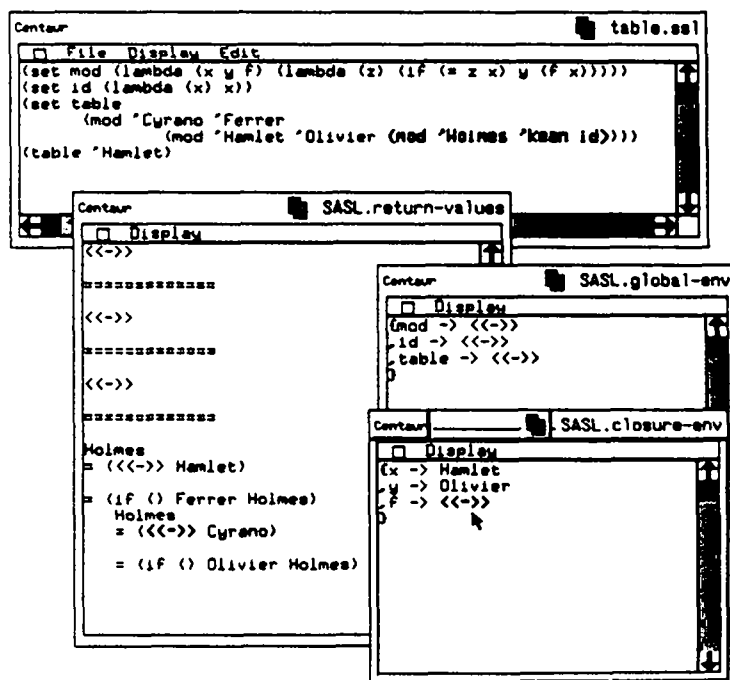 Centaur table.ssl
File Display Edit
(set mod (lambda (x y f) (lambda (z) (if (= z x) y (f x)))))
(set id (lambda (x) x))
(set table
(mod 'Cyrano 'Ferrer
(mod 'Hamlet 'Olivier (mod 'Holmes 'Kean id))))
(table 'Hamlet)
Centaur SASL.return-values
Display
<<->>
=============
<<->>
=============
<<->>
=============
Holmes
= (<<->> Hamlet)
= (if () Ferrer Holmes)
Holmes
= (<<->> Cyrano)
= (if () Olivier Holmes)
Centaur SASL.global-env
Display
{mod -> <<->>
,id -> <<->>
,table -> <<->>
}
Centaur SASL.closure-env
Display
{x -> Hamlet
,y -> Olivier
,f -> <<->>
}